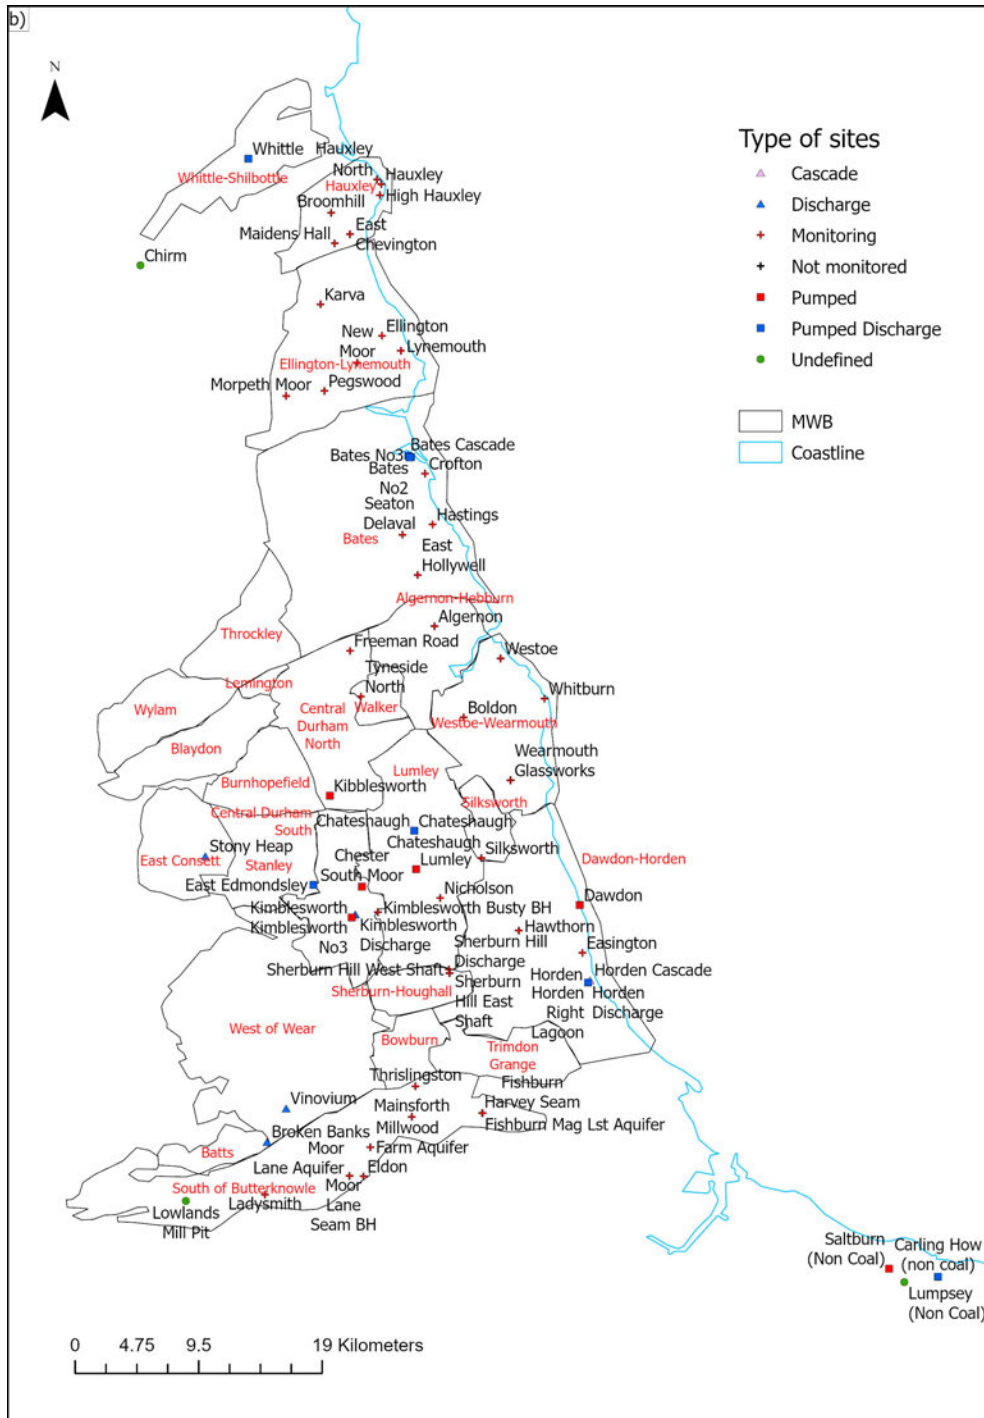 b)
N
Type of sites
Cascade
Discharge
Monitoring
Not monitored
Pumped
Pumped Discharge
Undefined
MWB
Coastline
Whittle
Hauxley
Whittle-Shilbottle
North
Hauxley
Hauxley
High Hauxley
Broomhill
Maidens Hall
East
Chevington
Chirm
Karva
New
Moor
Ellington
Lynemouth
Ellington-Lynemouth
Morpeth Moor
Pegswood
Bates No3
Bates Cascade
Bates
No2
Crofton
Seaton
Delaval
Hastings
Bates
East
Hollywell
Algernon-Hebburn
Algernon
Throckley
Freeman Road
Westoe
Tyneside
North
Lemington
Whitburn
Wylam
Central
Durham
North
Walker
Boldon
Westoe-Wearmouth
Blaydon
Wearmouth
Glassworks
Lumley
Burnhopefield
Kibblesworth
Silksworth
Central Durham
South
Chateshaugh
Chateshaugh
Chateshaugh
Stony Heap
East Consett
Stanley
Chester
South Moor
Lumley
Silksworth
Dawdon-Horden
East Edmondsley
Nicholson
Dawdon
Kimblesworth
Kimblesworth
No3
Kimblesworth Busty BH
Kimblesworth
Discharge
Hawthorn
Sherburn Hill
Discharge
Easington
Sherburn Hill West Shaft
Sherburn
Hill East
Shaft
Sherburn-Houghall
Horden
Horden Cascade
Horden
Right
Lagoon
Horden
Discharge
West of Wear
Bowburn
Trimdon
Grange
Thrislington
Fishburn
Harvey Seam
Vinovium
Mainsforth
Millwood
Fishburn Mag Lst Aquifer
Broken Banks
Batts
Moor
Lane Aquifer
Farm Aquifer
Eldon
South of Butterknowle
Ladysmith
Moor
Lane
Seam BH
Lowlands
Mill Pit
Saltburn
(Non Coal)
Carling How
(non coal)
Lumpsey
(Non Coal)
0 4.75 9.5 19 Kilometers